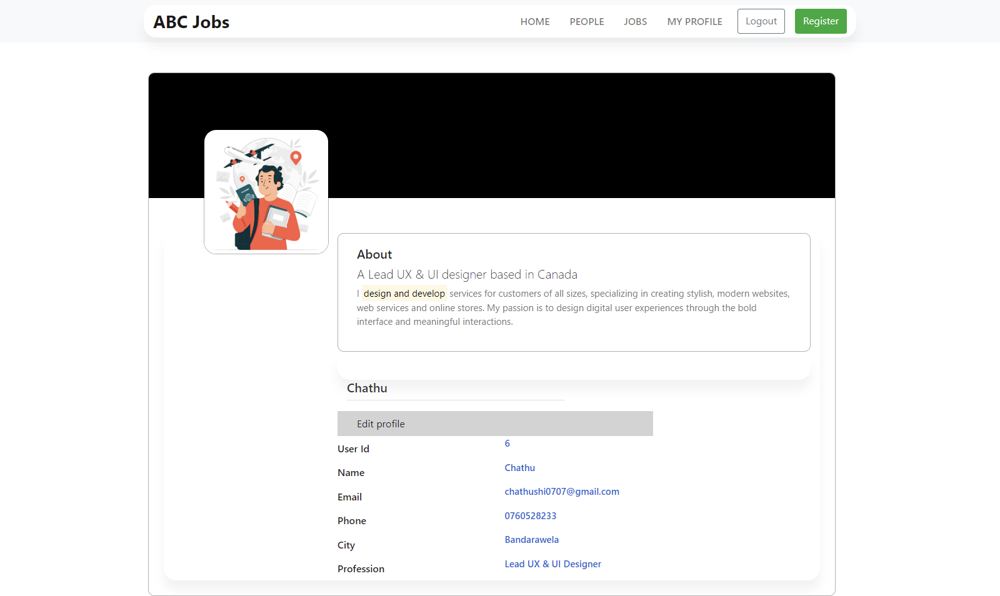 ABC Jobs HOME PEOPLE JOBS MY PROFILE Logout Register
About
A Lead UX & UI designer based in Canada
I design and develop services for customers of all sizes, specializing in creating stylish, modern websites,
web services and online stores. My passion is to design digital user experiences through the bold
interface and meaningful interactions.
Chathu
Edit profile
User Id 6
Name Chathu
Email chathushi0707@gmail.com
Phone 0760528233
City Bandarawela
Profession Lead UX & UI Designer